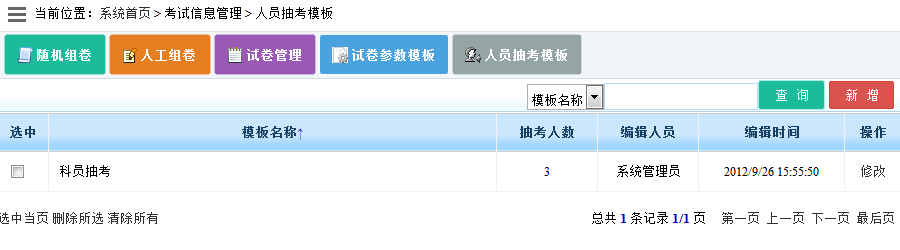 当前位置：系统首页 > 考试信息管理 > 人员抽考模板
随机组卷 人工组卷 试卷管理 试卷参数模板 人员抽考模板
模板名称 查 询 新 增
选中 模板名称↑ 抽考人数 编辑人员 编辑时间 操作
科员抽考 3 系统管理员 2012/9/26 15:55:50 修改
选中当页 删除所选 清除所有 总共 1 条记录 1/1 页 第一页 上一页 下一页 最后页